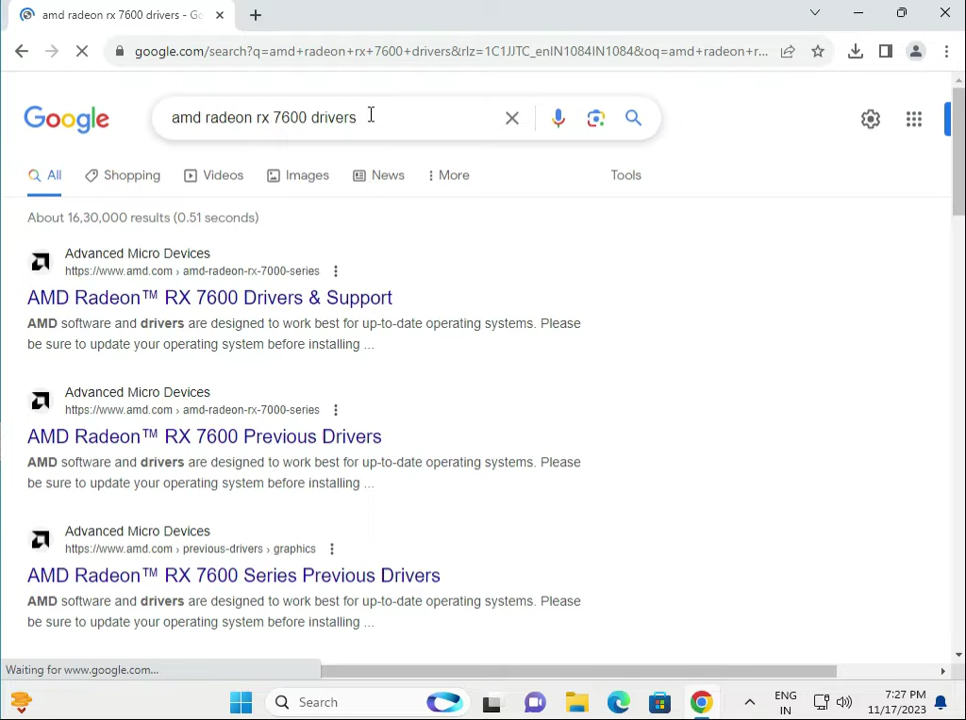 amd radeon rx 7600 drivers - Go
google.com/search?q=amd+radeon+rx+7600+drivers&rlz=1C1JJTC_enIN1084IN1084&oq=amd+radeon+r...
Google
amd radeon rx 7600 drivers
All Shopping Videos Images News More Tools
About 16,30,000 results (0.51 seconds)
Advanced Micro Devices
https://www.amd.com › amd-radeon-rx-7000-series
AMD Radeon™ RX 7600 Drivers & Support
AMD software and drivers are designed to work best for up-to-date operating systems. Please
be sure to update your operating system before installing ...
Advanced Micro Devices
https://www.amd.com › amd-radeon-rx-7000-series
AMD Radeon™ RX 7600 Previous Drivers
AMD software and drivers are designed to work best for up-to-date operating systems. Please
be sure to update your operating system before installing ...
Advanced Micro Devices
https://www.amd.com › previous-drivers › graphics
AMD Radeon™ RX 7600 Series Previous Drivers
AMD software and drivers are designed to work best for up-to-date operating systems. Please
be sure to update your operating system before installing ...
Waiting for www.google.com...
Search
ENG
IN
7:27 PM
11/17/2023